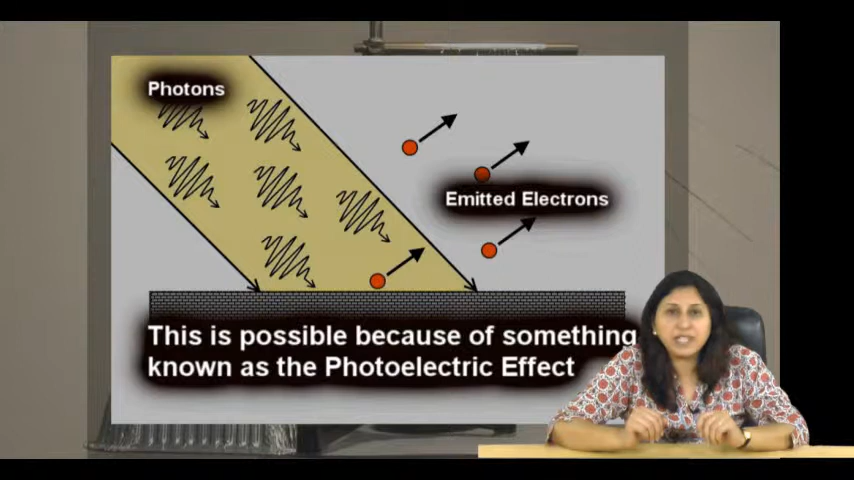 Photons
Emitted Electrons
This is possible because of something
known as the Photoelectric Effect